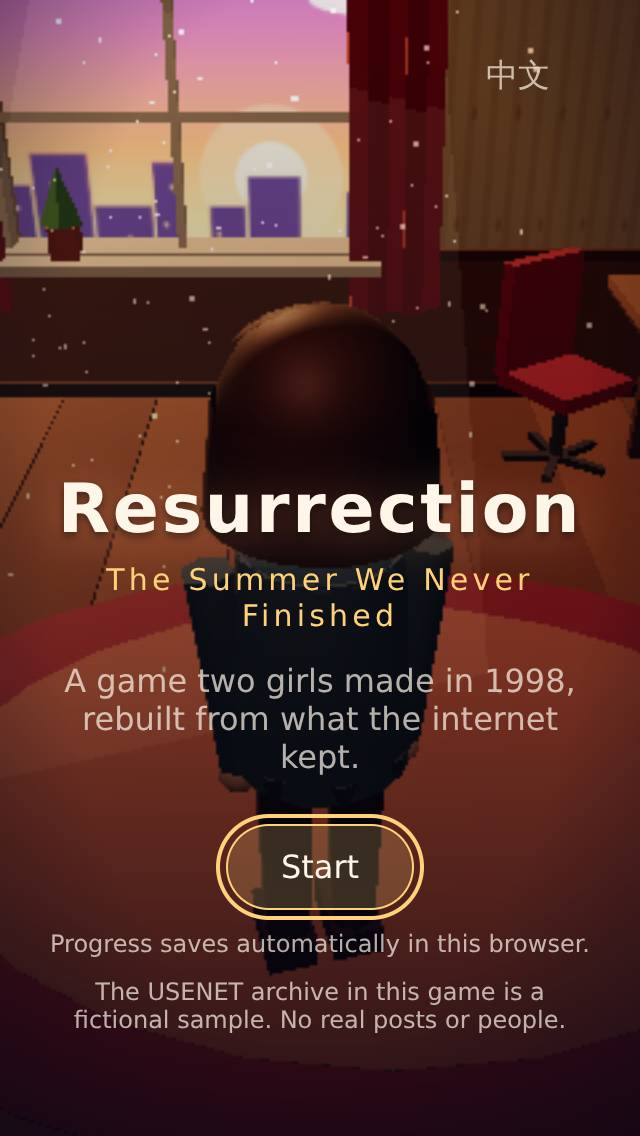 中文
Resurrection
The Summer We Never
Finished
A game two girls made in 1998,
rebuilt from what the internet
kept.
Start
Progress saves automatically in this browser.
The USENET archive in this game is a
fictional sample. No real posts or people.